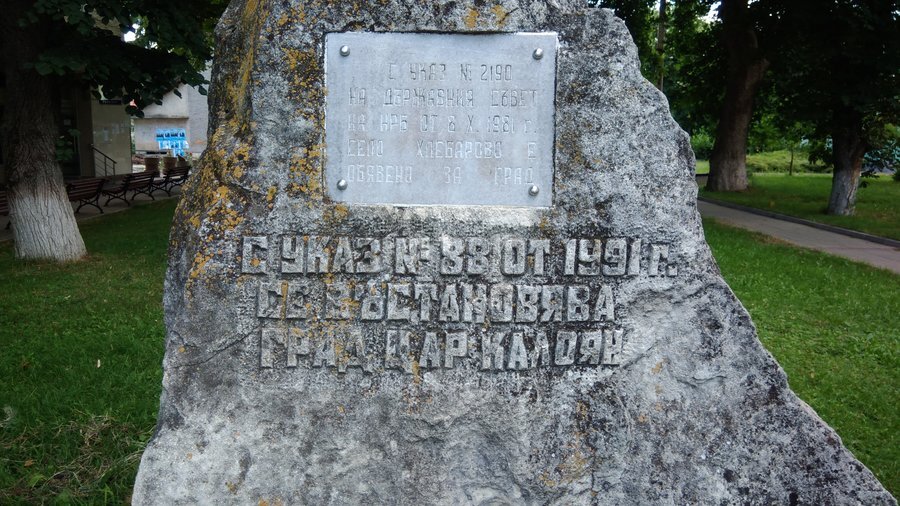 С УКАЗ № 2190
НА ДЪРЖАВНИЯ СЪВЕТ
НА НРБ ОТ 8 X. 1981 г
СЕЛО ХЛЕБАРОВО Е
ОБЯВЕНО ЗА ГРАД
С УКАЗ № 88 ОТ 1991 г.
СЕ ВЪСТАНОВЯВА
ГРАД ЦАР КАЛОЯН